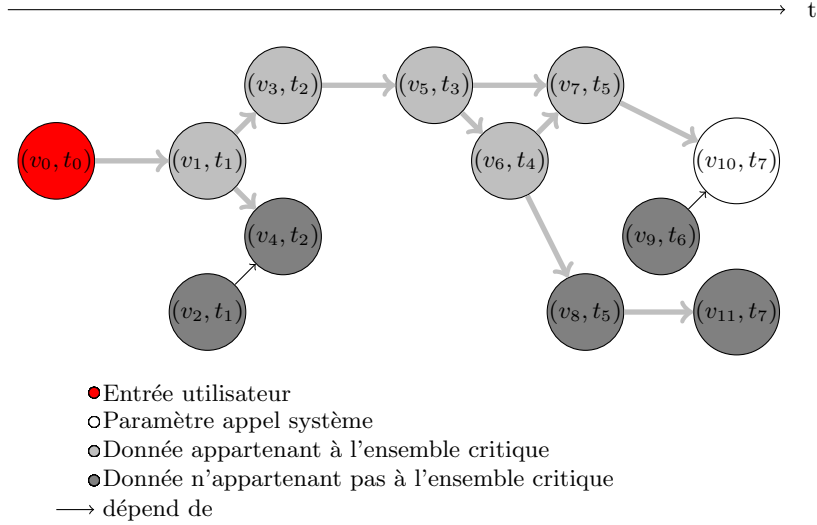 t
(v₃, t₂) (v₅, t₃) (v₇, t₅)
(v₀, t₀) (v₁, t₁) (v₆, t₄) (v₁₀, t₇)
(v₄, t₂) (v₉, t₆)
(v₂, t₁) (v₈, t₅) (v₁₁, t₇)
Entrée utilisateur
Paramètre appel système
Donnée appartenant à l'ensemble critique
Donnée n'appartenant pas à l'ensemble critique
dépend de